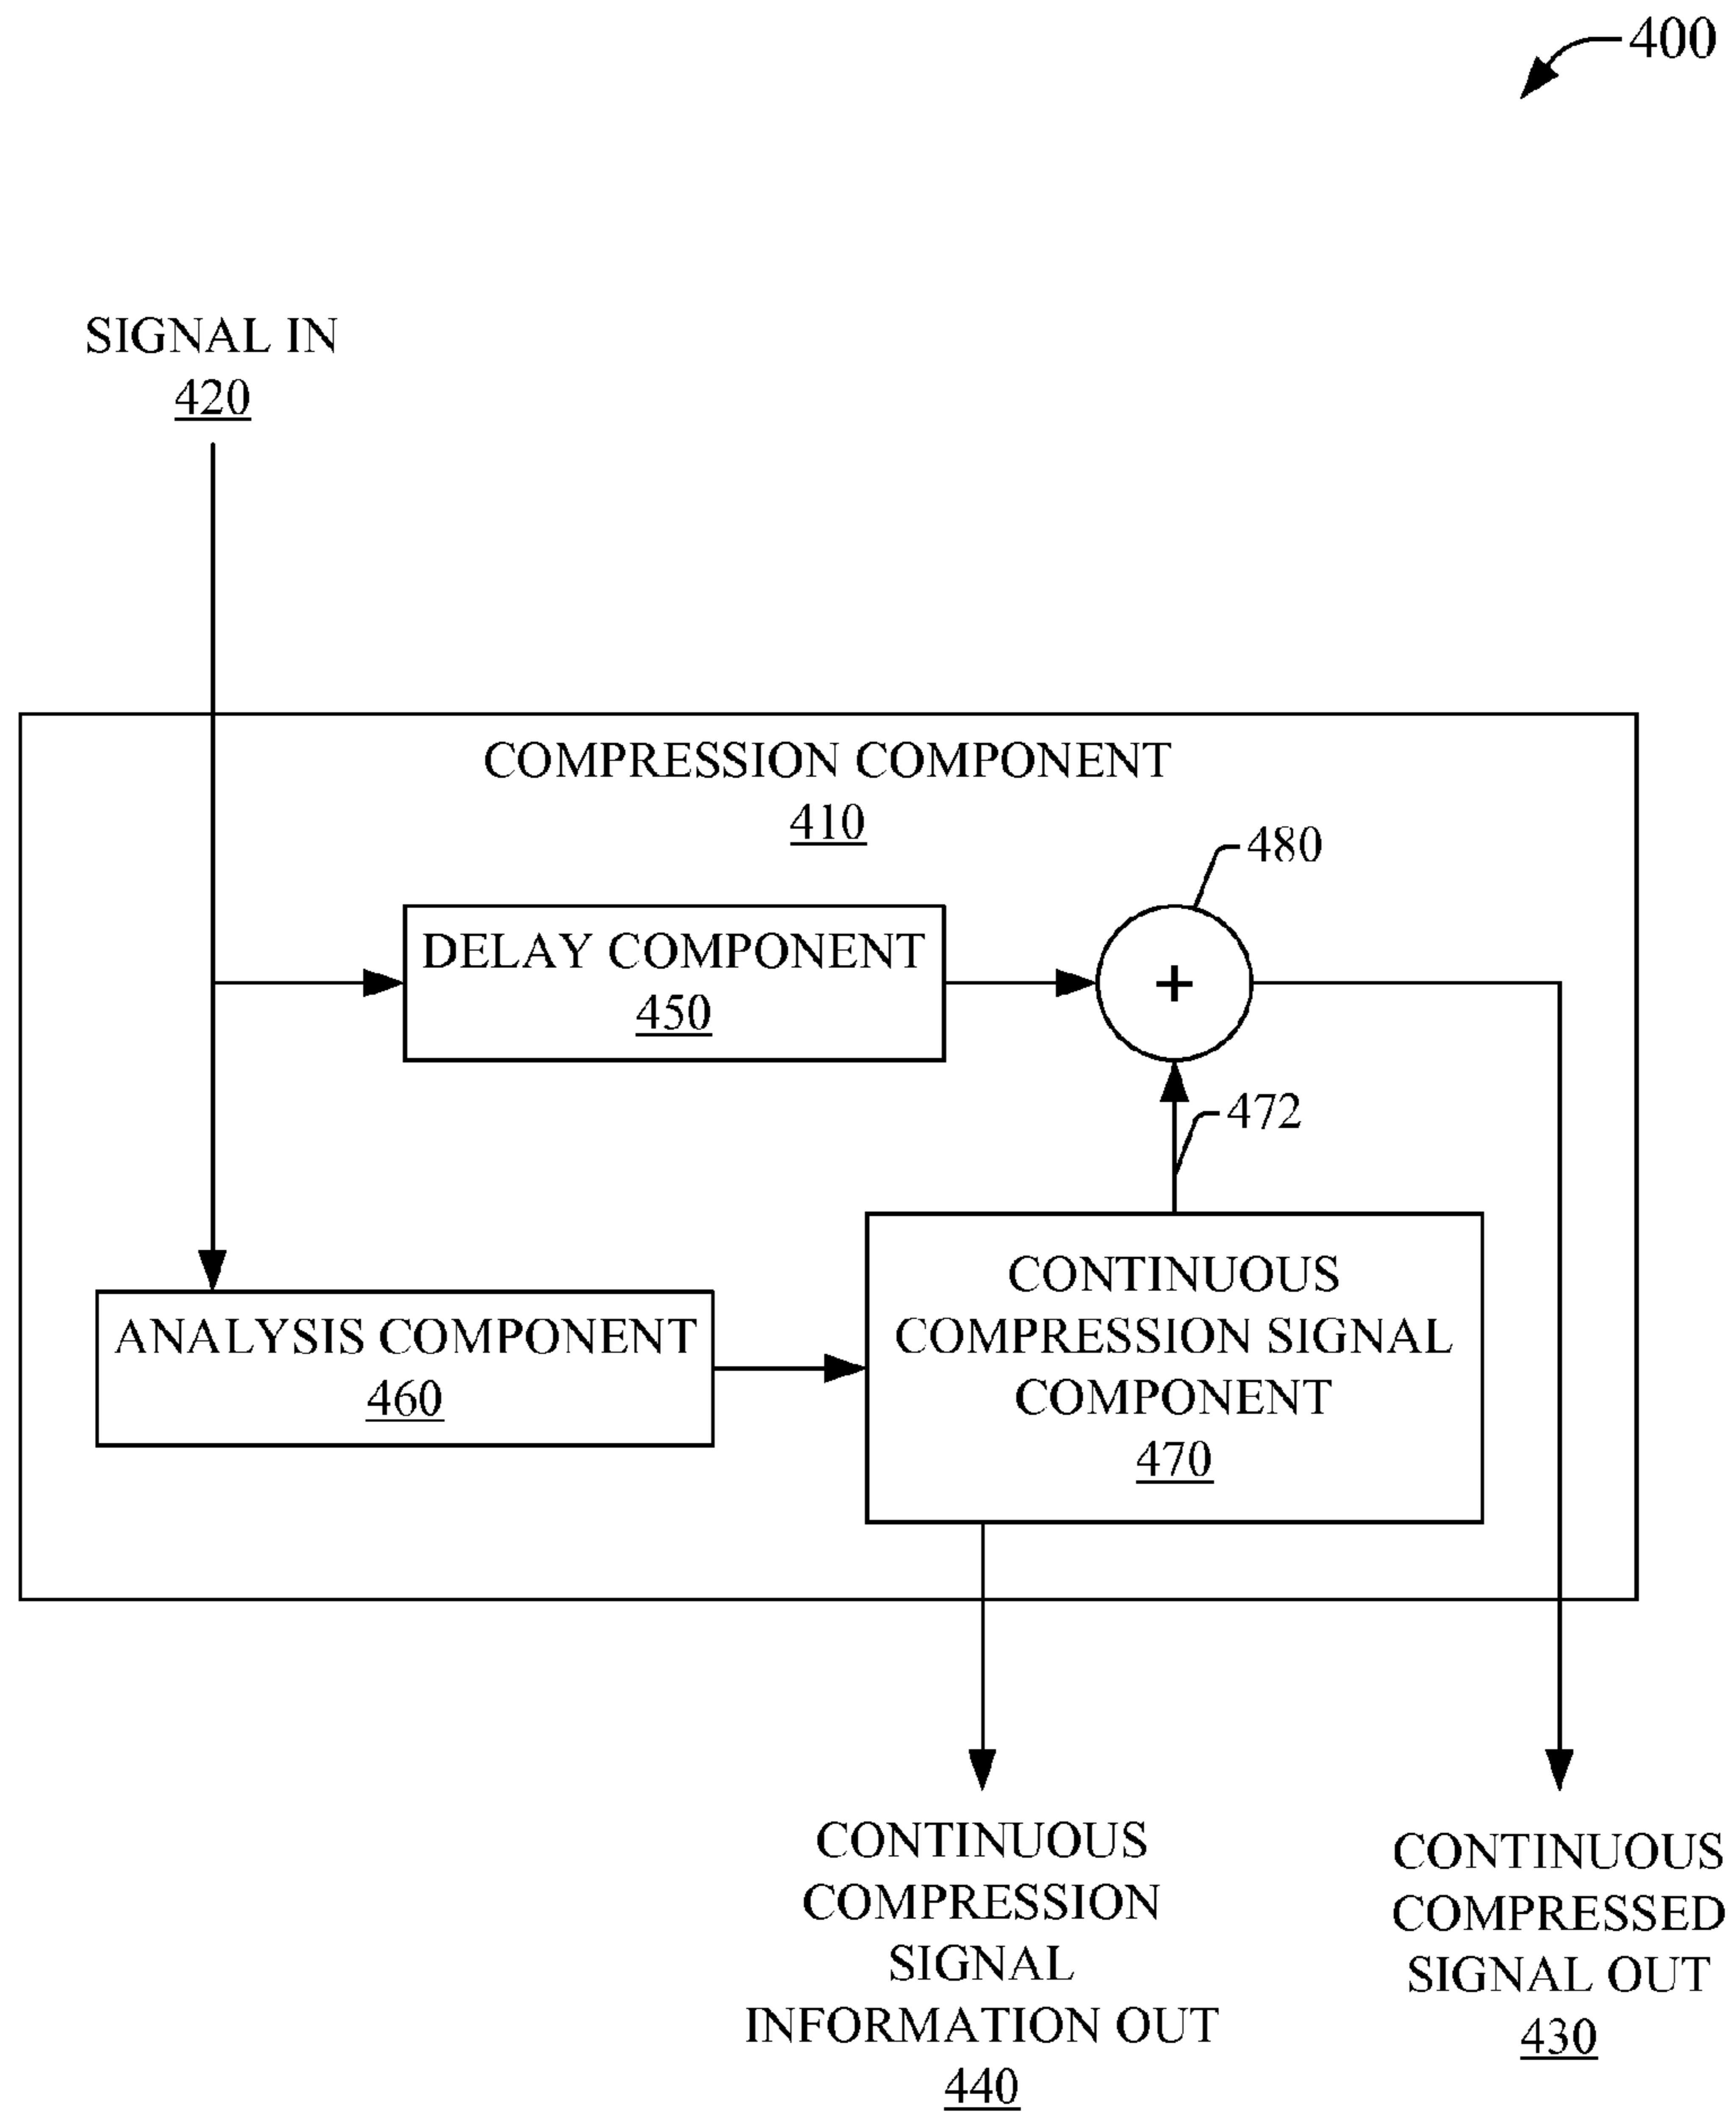 400
SIGNAL IN
420
COMPRESSION COMPONENT
410
480
DELAY COMPONENT
450
+
472
CONTINUOUS
COMPRESSION SIGNAL
COMPONENT
470
ANALYSIS COMPONENT
460
CONTINUOUS
COMPRESSION
SIGNAL
INFORMATION OUT
440
CONTINUOUS
COMPRESSED
SIGNAL OUT
430